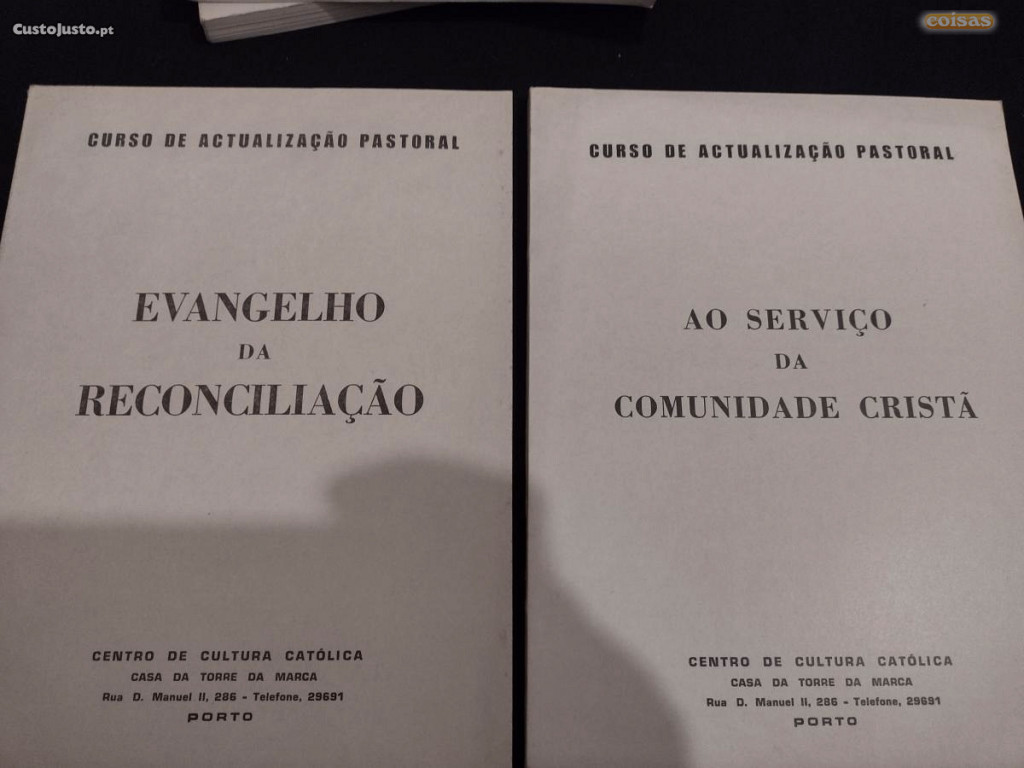 CustoJusto.pt
coisas
CURSO DE ACTUALIZAÇÃO PASTORAL
EVANGELHO
DA
RECONCILIAÇÃO
CENTRO DE CULTURA CATÓLICA
CASA DA TORRE DA MARCA
Rua D. Manuel II, 286 - Telefone, 29691
PORTO
CURSO DE ACTUALIZAÇÃO PASTORAL
AO SERVIÇO
DA
COMUNIDADE CRISTÃ
CENTRO DE CULTURA CATÓLICA
CASA DA TORRE DA MARCA
Rua D. Manuel II, 286 - Telefone, 29691
PORTO